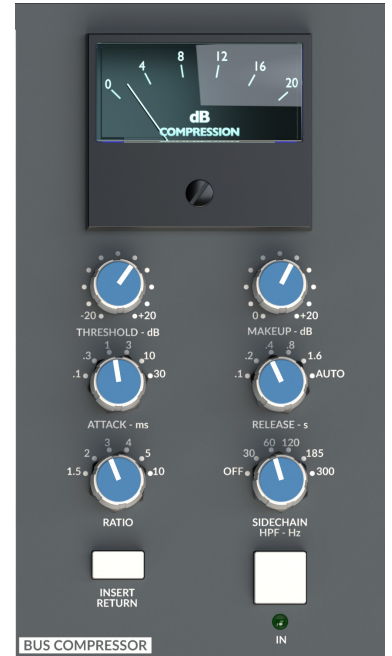 0 4 8 12 16 20
dB
COMPRESSION
-20 +20
THRESHOLD - dB
0 +20
MAKEUP - dB
.1 .3 1 3 10 30
ATTACK - ms
.1 .2 .4 .8 1.6 AUTO
RELEASE - s
1.5 2 3 4 5 10
RATIO
OFF 30 60 120 185 300
SIDECHAIN
HPF - Hz
INSERT
RETURN
IN
BUS COMPRESSOR